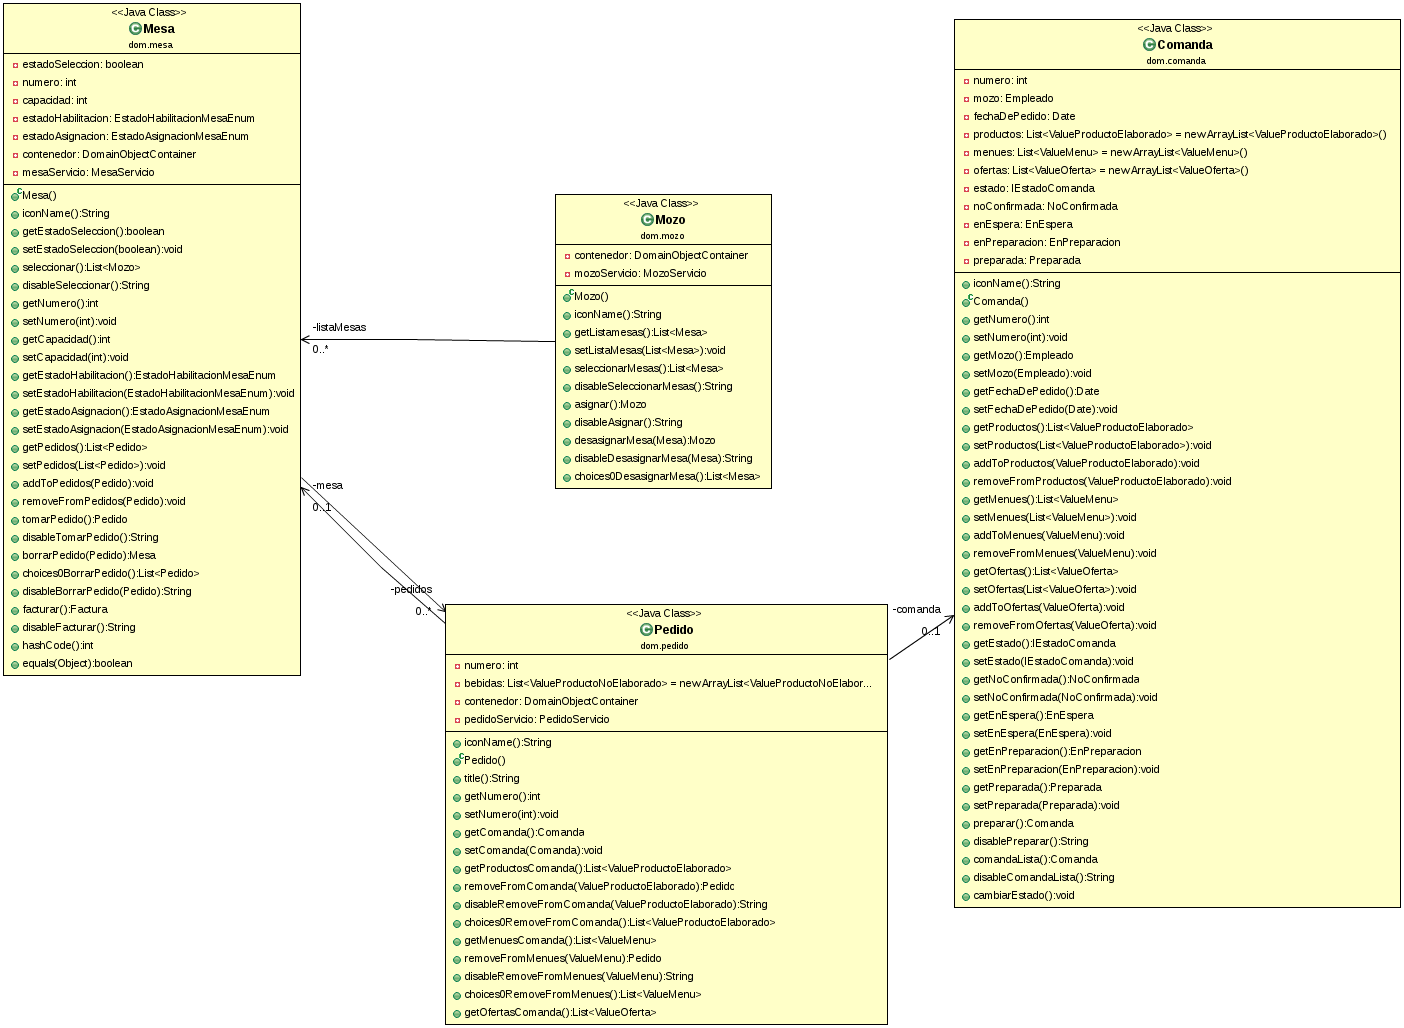 <<Java Class>>
Mesa
dom.mesa
estadoSeleccion: boolean
numero: int
capacidad: int
estadoHabilitacion: EstadoHabilitacionMesaEnum
estadoAsignacion: EstadoAsignacionMesaEnum
contenedor: DomainObjectContainer
mesaServicio: MesaServicio
Mesa()
iconName():String
getEstadoSeleccion():boolean
setEstadoSeleccion(boolean):void
seleccionar():List<Mozo>
disableSeleccionar():String
getNumero():int
setNumero(int):void
getCapacidad():int
setCapacidad(int):void
getEstadoHabilitacion():EstadoHabilitacionMesaEnum
setEstadoHabilitacion(EstadoHabilitacionMesaEnum):void
getEstadoAsignacion():EstadoAsignacionMesaEnum
setEstadoAsignacion(EstadoAsignacionMesaEnum):void
getPedidos():List<Pedido>
setPedidos(List<Pedido>):void
addToPedidos(Pedido):void
removeFromPedidos(Pedido):void
tomarPedido():Pedido
disableTomarPedido():String
borrarPedido(Pedido):Mesa
choices0BorrarPedido():List<Pedido>
disableBorrarPedido(Pedido):String
facturar():Factura
disableFacturar():String
hashCode():int
equals(Object):boolean
-listaMesas
0..*
<<Java Class>>
Mozo
dom.mozo
contenedor: DomainObjectContainer
mozoServicio: MozoServicio
Mozo()
iconName():String
getListamesas():List<Mesa>
setListaMesas(List<Mesa>):void
seleccionarMesas():List<Mesa>
disableSeleccionarMesas():String
asignar():Mozo
disableAsignar():String
desasignarMesa(Mesa):Mozo
disableDesasignarMesa(Mesa):String
choices0DesasignarMesa():List<Mesa>
-mesa
0..1
-pedidos
0..*
<<Java Class>>
Pedido
dom.pedido
numero: int
bebidas: List<ValueProductoNoElaborado> = newArrayList<ValueProductoNoElabor...
contenedor: DomainObjectContainer
pedidoServicio: PedidoServicio
iconName():String
Pedido()
title():String
getNumero():int
setNumero(int):void
getComanda():Comanda
setComanda(Comanda):void
getProductosComanda():List<ValueProductoElaborado>
removeFromComanda(ValueProductoElaborado):Pedido
disableRemoveFromComanda(ValueProductoElaborado):String
choices0RemoveFromComanda():List<ValueProductoElaborado>
getMenuesComanda():List<ValueMenu>
removeFromMenues(ValueMenu):Pedido
disableRemoveFromMenues(ValueMenu):String
choices0RemoveFromMenues():List<ValueMenu>
getOfertasComanda():List<ValueOferta>
-comanda
0..1
<<Java Class>>
Comanda
dom.comanda
numero: int
mozo: Empleado
fechaDePedido: Date
productos: List<ValueProductoElaborado> = newArrayList<ValueProductoElaborado>()
menues: List<ValueMenu> = newArrayList<ValueMenu>()
ofertas: List<ValueOferta> = newArrayList<ValueOferta>()
estado: IEstadoComanda
noConfirmada: NoConfirmada
enEspera: EnEspera
enPreparacion: EnPreparacion
preparada: Preparada
iconName():String
Comanda()
getNumero():int
setNumero(int):void
getMozo():Empleado
setMozo(Empleado):void
getFechaDePedido():Date
setFechaDePedido(Date):void
getProductos():List<ValueProductoElaborado>
setProductos(List<ValueProductoElaborado>):void
addToProductos(ValueProductoElaborado):void
removeFromProductos(ValueProductoElaborado):void
getMenues():List<ValueMenu>
setMenues(List<ValueMenu>):void
addToMenues(ValueMenu):void
removeFromMenues(ValueMenu):void
getOfertas():List<ValueOferta>
setOfertas(List<ValueOferta>):void
addToOfertas(ValueOferta):void
removeFromOfertas(ValueOferta):void
getEstado():IEstadoComanda
setEstado(IEstadoComanda):void
getNoConfirmada():NoConfirmada
setNoConfirmada(NoConfirmada):void
getEnEspera():EnEspera
setEnEspera(EnEspera):void
getEnPreparacion():EnPreparacion
setEnPreparacion(EnPreparacion):void
getPreparada():Preparada
setPreparada(Preparada):void
preparar():Comanda
disablePreparar():String
comandaLista():Comanda
disableComandaLista():String
cambiarEstado():void